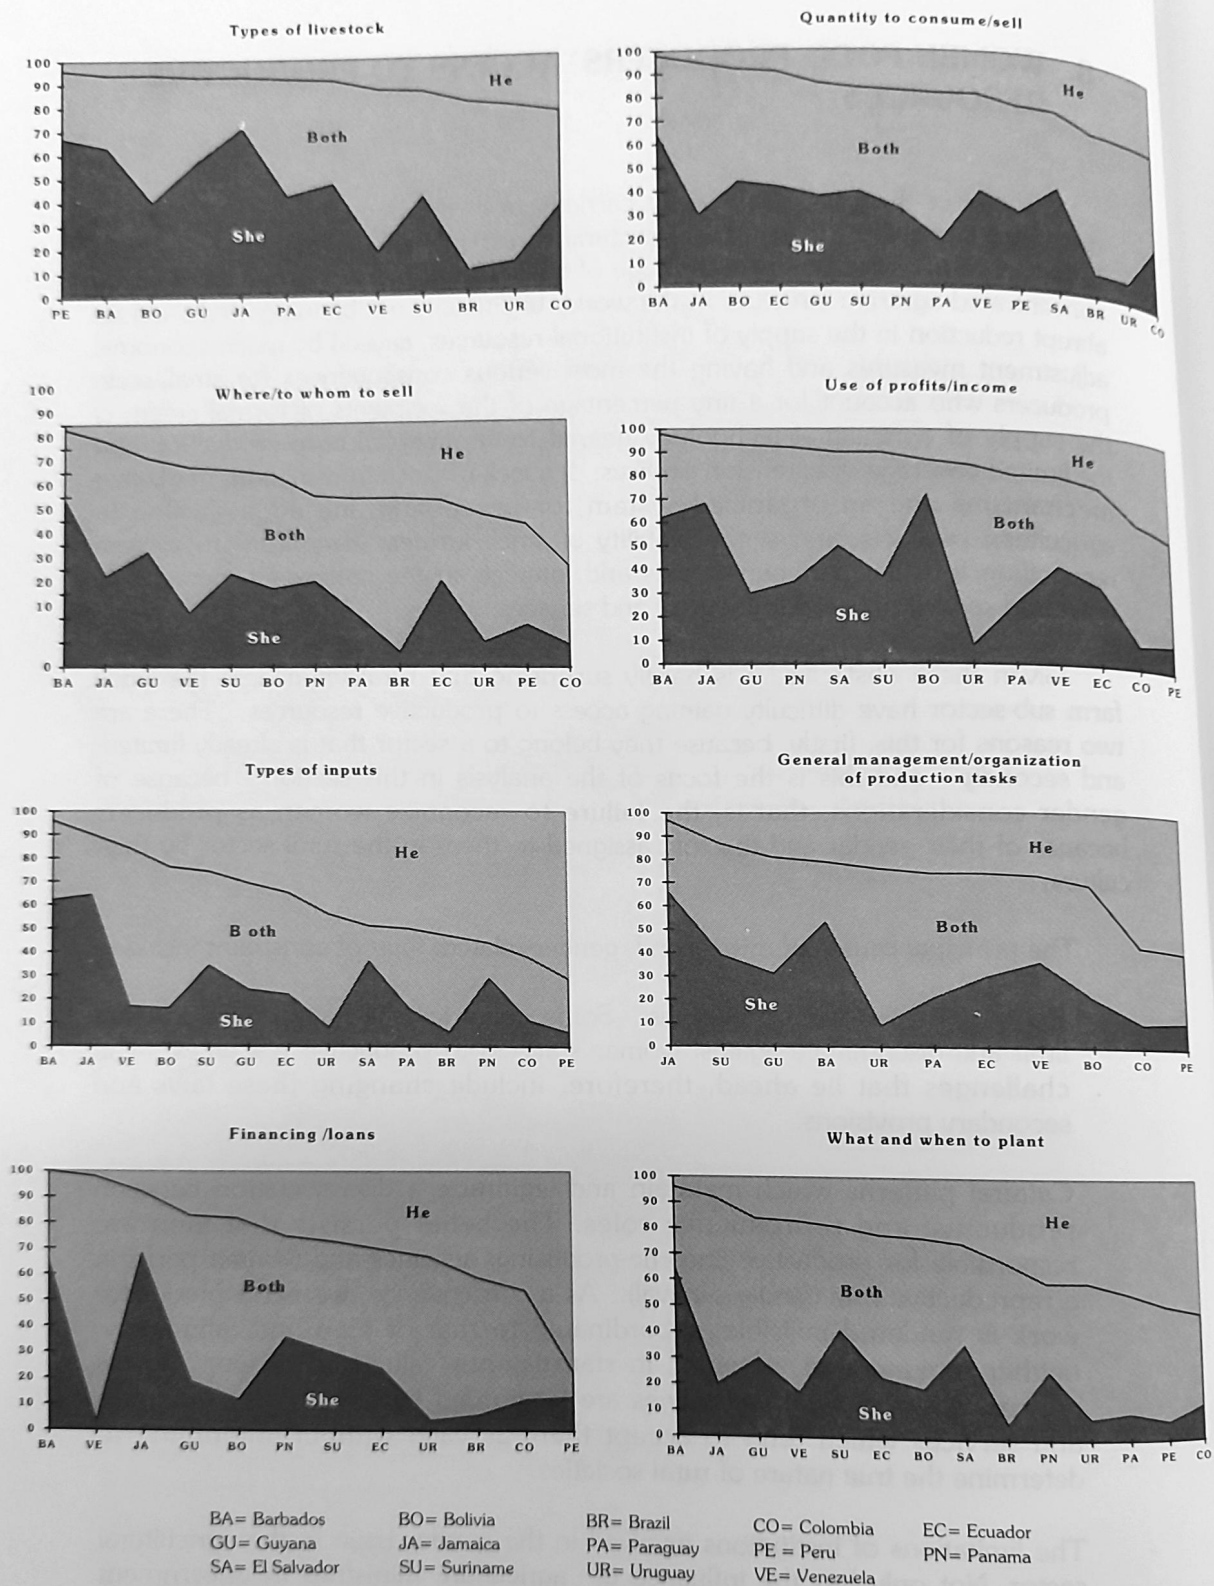 Types of livestock
100
90
80
70
60
50
40
30
20
10
0
He
Both
She
PE BA BO GU JA PA EC VE SU BR UR CO
Quantity to consume/sell
100
90
80
70
60
50
40
30
20
10
0
He
Both
She
BA JA BO EC GU SU PN PA VE PE SA BR UR CO
Where/to whom to sell
100
90
80
70
60
50
40
30
20
10
0
He
Both
She
BA JA GU VE SU BO PN PA BR EC UR PE CO
Use of profits/income
100
90
80
70
60
50
40
30
20
10
0
He
Both
She
BA JA GU PN SA SU BO UR PA VE EC CO PE
Types of inputs
100
90
80
70
60
50
40
30
20
10
0
He
B oth
She
BA JA VE BO SU GU EC UR SA PA BR PN CO PE
General management/organization
of production tasks
100
90
80
70
60
50
40
30
20
10
0
He
Both
She
JA SU GU BA UR PA EC VE BO CO PE
Financing /loans
100
90
80
70
60
50
40
30
20
10
0
He
Both
She
BA VE JA GU BO PN SU EC UR BR CO PE
What and when to plant
100
90
80
70
60
50
40
30
20
10
0
He
Both
She
BA JA GU VE SU EC BO SA BR PN UR PA PE CO
BA= Barbados BO= Bolivia BR= Brazil CO= Colombia EC= Ecuador
GU= Guyana JA= Jamaica PA= Paraguay PE = Peru PN= Panama
SA= El Salvador SU= Suriname UR= Uruguay VE= Venezuela